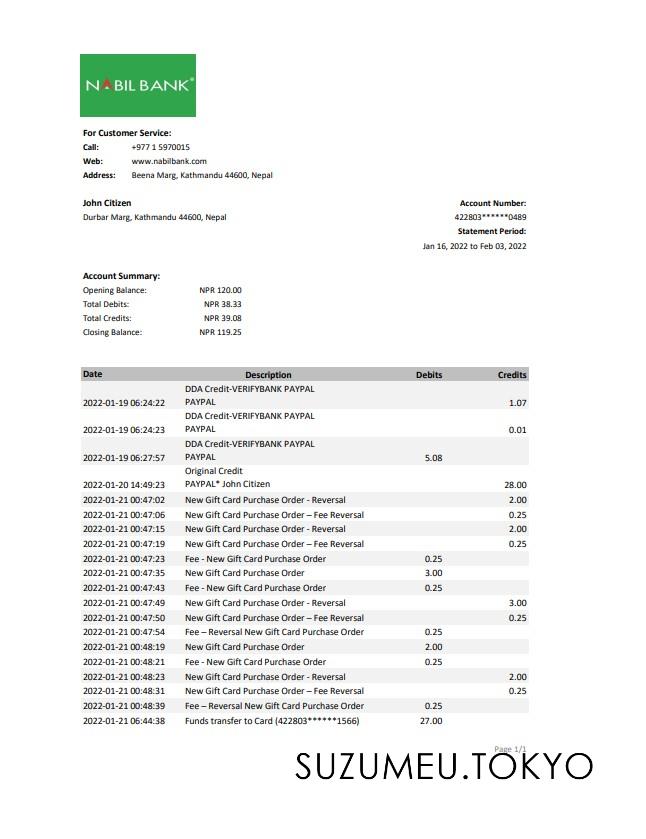 NABIL BANK®
For Customer Service:
Call: +977 1 5970015
Web: www.nabilbank.com
Address: Beena Marg, Kathmandu 44600, Nepal
John Citizen
Durbar Marg, Kathmandu 44600, Nepal
Account Number:
422803******0489
Statement Period:
Jan 16, 2022 to Feb 03, 2022
Account Summary:
Opening Balance: NPR 120.00
Total Debits: NPR 38.33
Total Credits: NPR 39.08
Closing Balance: NPR 119.25
Date Description Debits Credits
DDA Credit-VERIFYBANK PAYPAL
2022-01-19 06:24:22 PAYPAL 1.07
DDA Credit-VERIFYBANK PAYPAL
2022-01-19 06:24:23 PAYPAL 0.01
DDA Credit-VERIFYBANK PAYPAL
2022-01-19 06:27:57 PAYPAL 5.08
Original Credit
2022-01-20 14:49:23 PAYPAL* John Citizen 28.00
2022-01-21 00:47:02 New Gift Card Purchase Order - Reversal 2.00
2022-01-21 00:47:06 New Gift Card Purchase Order – Fee Reversal 0.25
2022-01-21 00:47:15 New Gift Card Purchase Order - Reversal 2.00
2022-01-21 00:47:19 New Gift Card Purchase Order – Fee Reversal 0.25
2022-01-21 00:47:23 Fee - New Gift Card Purchase Order 0.25
2022-01-21 00:47:35 New Gift Card Purchase Order 3.00
2022-01-21 00:47:43 Fee - New Gift Card Purchase Order 0.25
2022-01-21 00:47:49 New Gift Card Purchase Order - Reversal 3.00
2022-01-21 00:47:50 New Gift Card Purchase Order – Fee Reversal 0.25
2022-01-21 00:47:54 Fee – Reversal New Gift Card Purchase Order 0.25
2022-01-21 00:48:19 New Gift Card Purchase Order 2.00
2022-01-21 00:48:21 Fee - New Gift Card Purchase Order 0.25
2022-01-21 00:48:23 New Gift Card Purchase Order - Reversal 2.00
2022-01-21 00:48:31 New Gift Card Purchase Order – Fee Reversal 0.25
2022-01-21 00:48:39 Fee – Reversal New Gift Card Purchase Order 0.25
2022-01-21 06:44:38 Funds transfer to Card (422803******1566) 27.00
Page 1/1
SUZUMEU.TOKYO